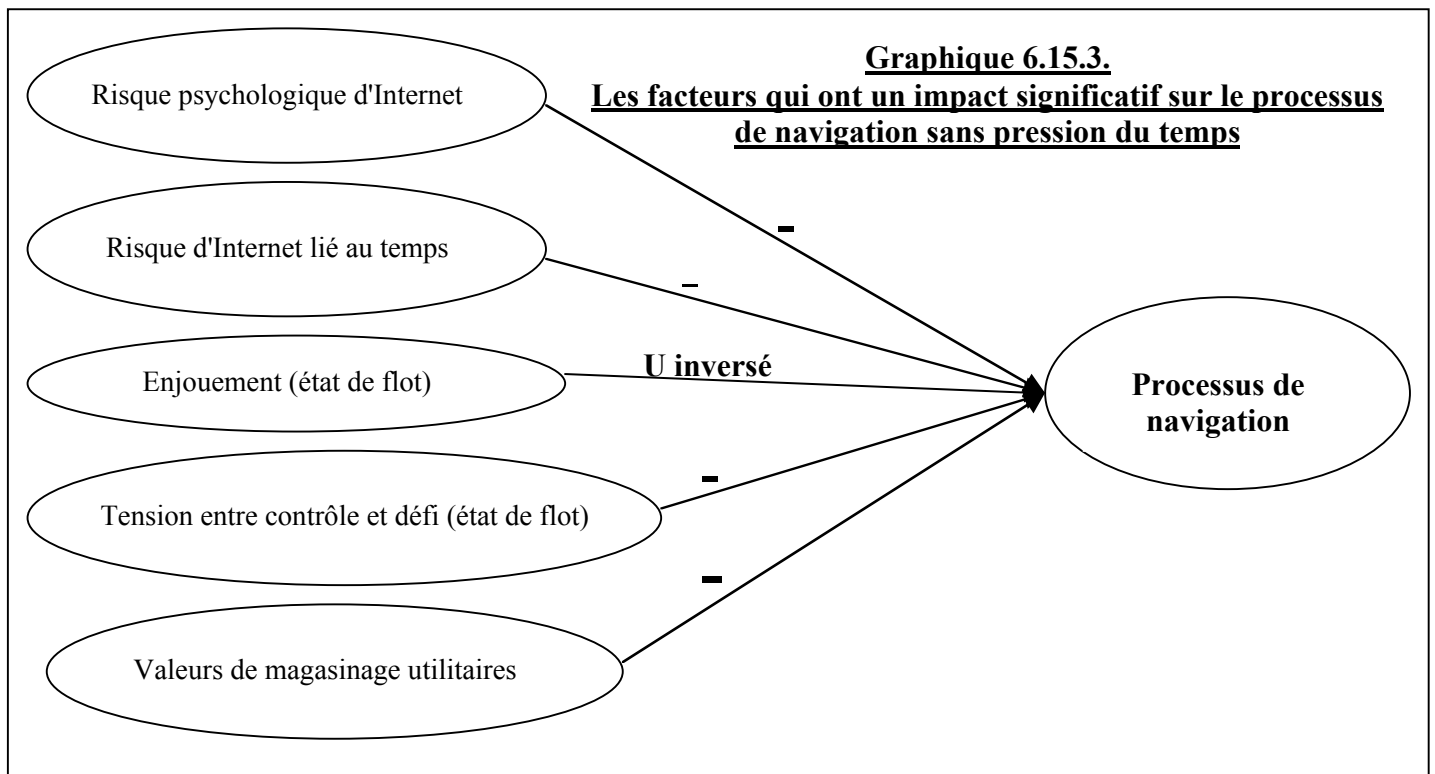 Graphique 6.15.3.
Les facteurs qui ont un impact significatif sur le processus
de navigation sans pression du temps
Risque psychologique d'Internet
-
Risque d'Internet lié au temps
-
Enjouement (état de flot)
U inversé
Processus de
navigation
Tension entre contrôle et défi (état de flot)
-
Valeurs de magasinage utilitaires
-